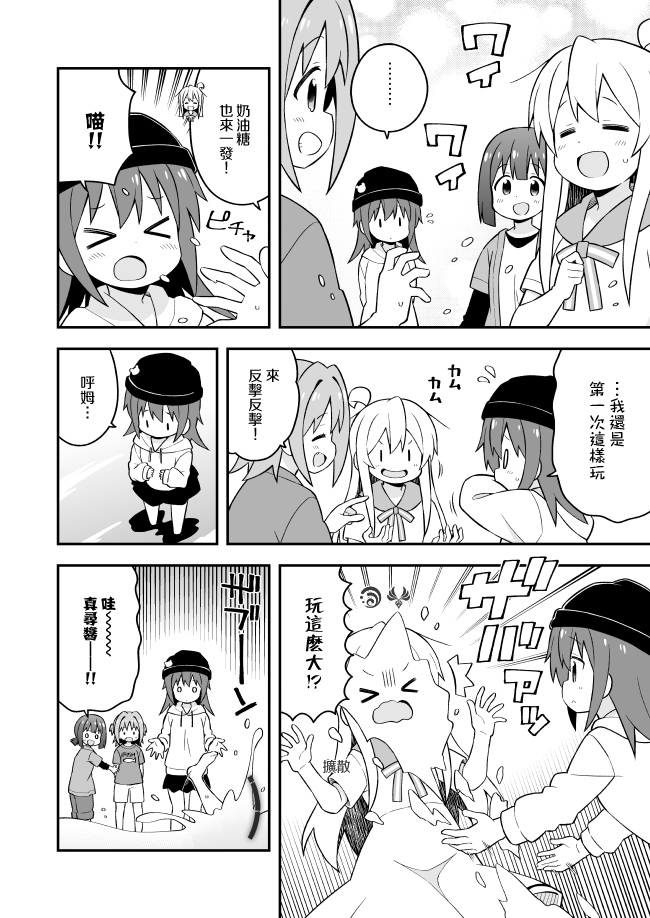 ………
ワイ
ワイ
奶油糖
也來一發！
喵!!
ピチャ
…我還是
第一次這樣玩
カム
カム
來
反擊反擊！
呼姆…
ザバアッ
玩這麼大!?
擴散
ザブーー
哇～～～
真尋醬——!!